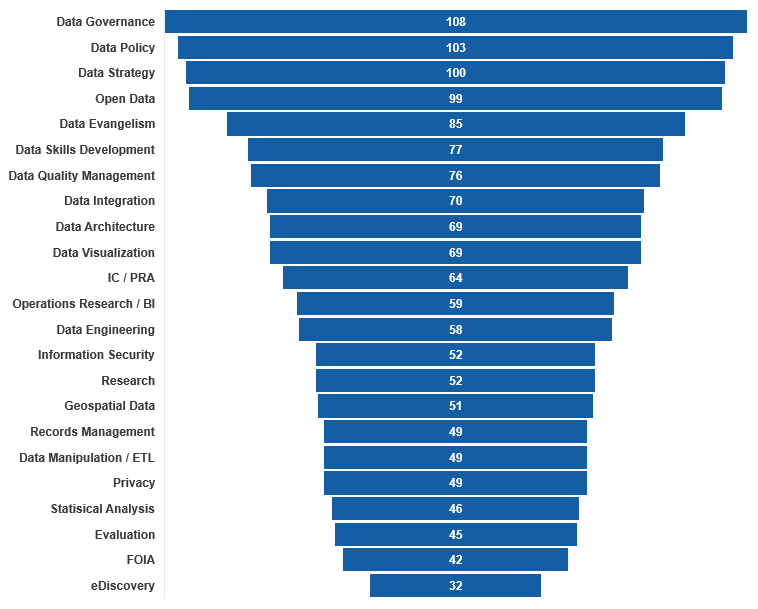 Data Governance 108
Data Policy 103
Data Strategy 100
Open Data 99
Data Evangelism 85
Data Skills Development 77
Data Quality Management 76
Data Integration 70
Data Architecture 69
Data Visualization 69
IC / PRA 64
Operations Research / BI 59
Data Engineering 58
Information Security 52
Research 52
Geospatial Data 51
Records Management 49
Data Manipulation / ETL 49
Privacy 49
Statisical Analysis 46
Evaluation 45
FOIA 42
eDiscovery 32